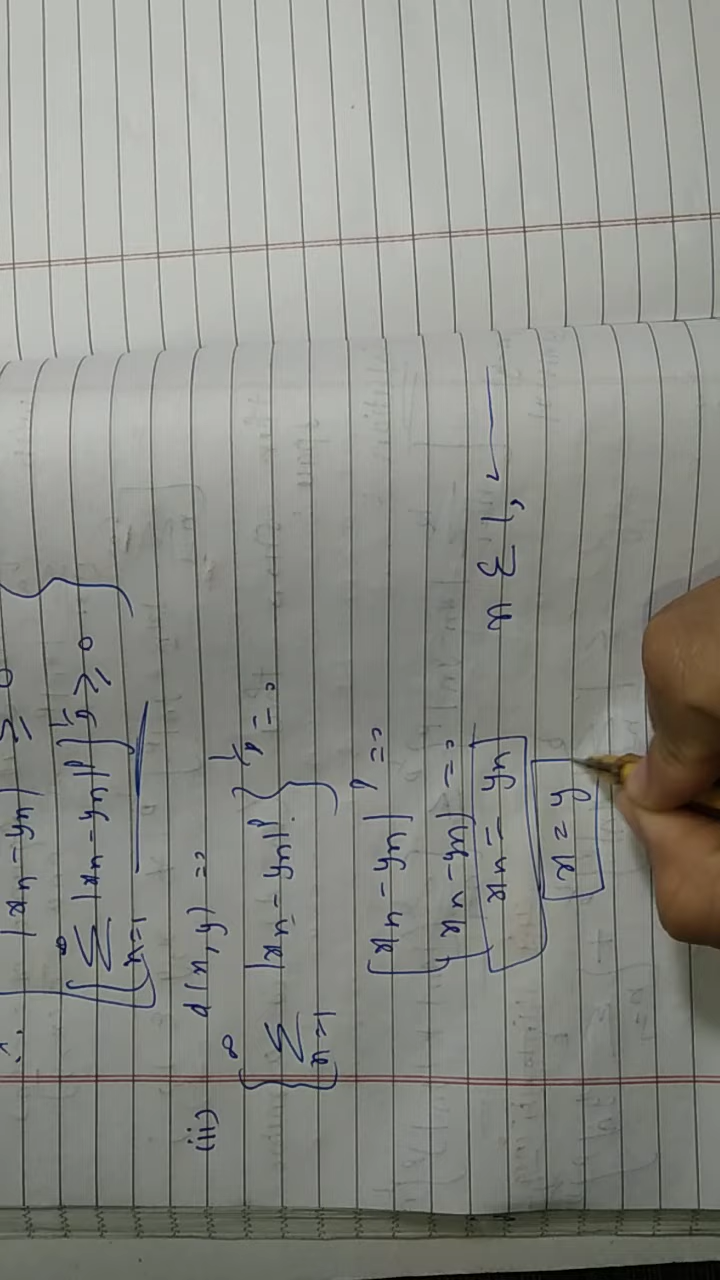 ∴ |xn - yn| ≥ 0
{ ∞ Σ n=1 |xn - yn|^p }^1/p ≥ 0
(ii) d(x, y) = 0
{ ∞ Σ n=1 |xn - yn|^p }^1/p = 0
|xn - yn|^p = 0
|xn - yn| = 0
xn = yn
x = y